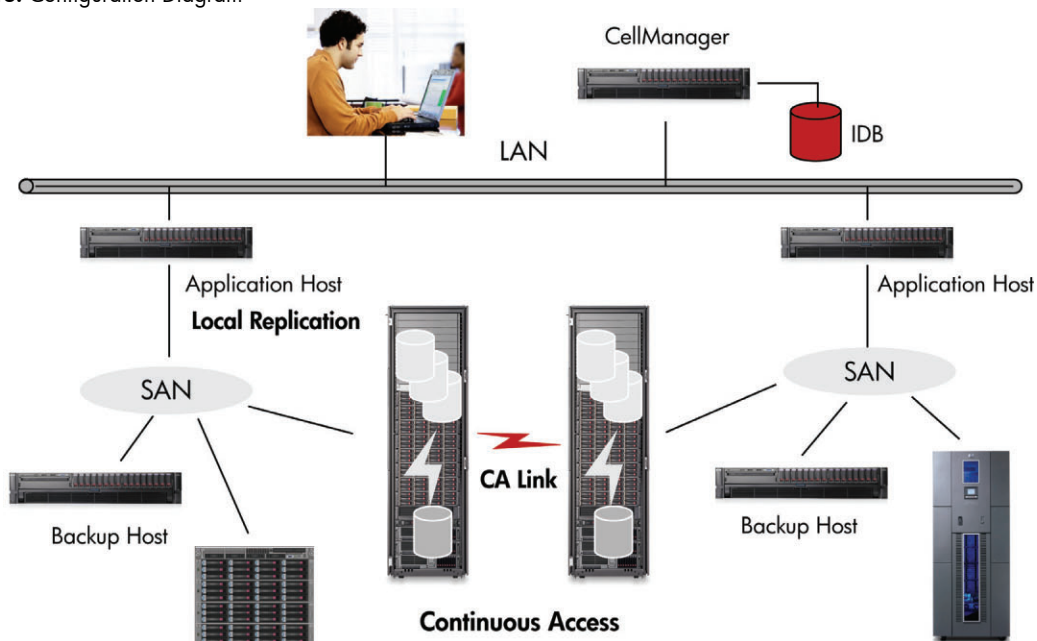 CellManager
IDB
LAN
Application Host
Local Replication
Application Host
SAN
SAN
CA Link
Backup Host
Backup Host
Continuous Access